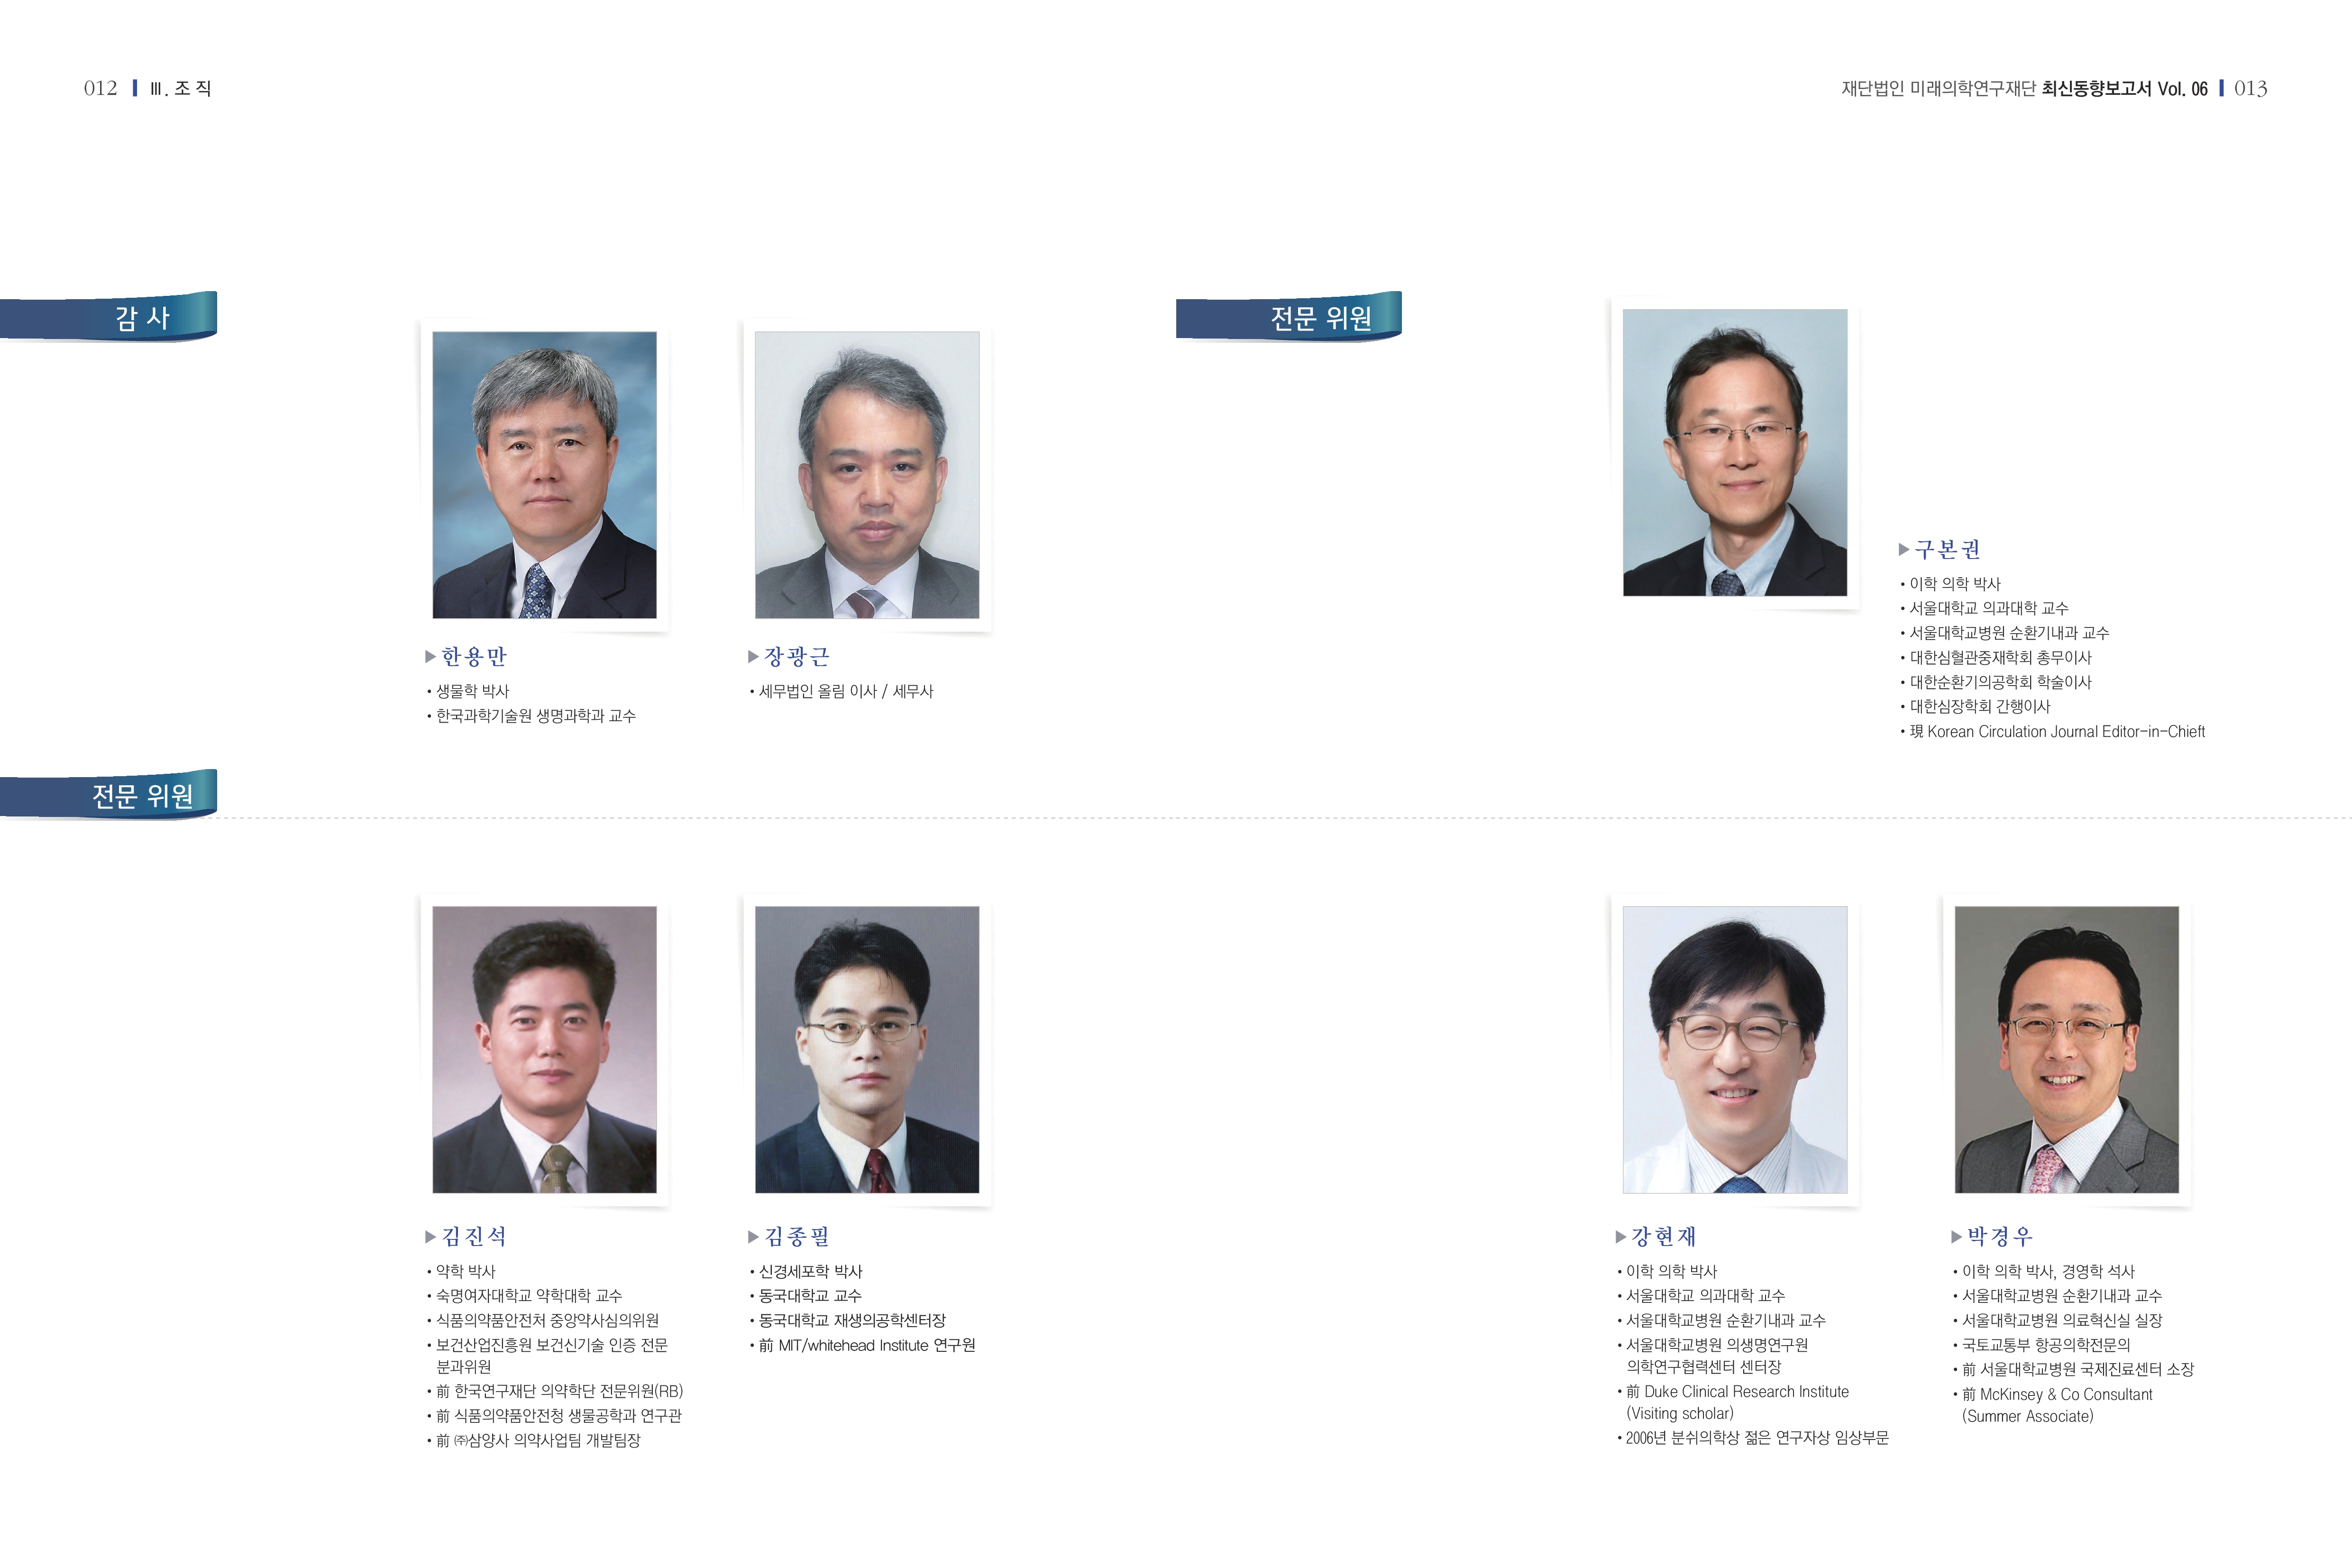 012 Ⅲ. 조 직
재단법인 미래의학연구재단 최신동향보고서 Vol. 06 013
감 사
▶한용만
• 생물학 박사
• 한국과학기술원 생명과학과 교수
▶장광근
• 세무법인 올림 이사 / 세무사
전문 위원
▶김진석
• 약학 박사
• 숙명여자대학교 약학대학 교수
• 식품의약품안전처 중앙약사심의위원
• 보건산업진흥원 보건신기술 인증 전문
분과위원
• 前 한국연구재단 의약학단 전문위원(RB)
• 前 식품의약품안전청 생물공학과 연구관
• 前 ㈜삼양사 의약사업팀 개발팀장
▶김종필
• 신경세포학 박사
• 동국대학교 교수
• 동국대학교 재생의공학센터장
• 前 MIT/whitehead Institute 연구원
전문 위원
▶구본권
• 이학 의학 박사
• 서울대학교 의과대학 교수
• 서울대학교병원 순환기내과 교수
• 대한심혈관중재학회 총무이사
• 대한순환기의공학회 학술이사
• 대한심장학회 간행이사
• 現 Korean Circulation Journal Editor-in-Chieft
▶강현재
• 이학 의학 박사
• 서울대학교 의과대학 교수
• 서울대학교병원 순환기내과 교수
• 서울대학교병원 의생명연구원
의학연구협력센터 센터장
• 前 Duke Clinical Research Institute
(Visiting scholar)
• 2006년 분쉬의학상 젊은 연구자상 임상부문
▶박경우
• 이학 의학 박사, 경영학 석사
• 서울대학교병원 순환기내과 교수
• 서울대학교병원 의료혁신실 실장
• 국토교통부 항공의학전문의
• 前 서울대학교병원 국제진료센터 소장
• 前 McKinsey & Co Consultant
(Summer Associate)